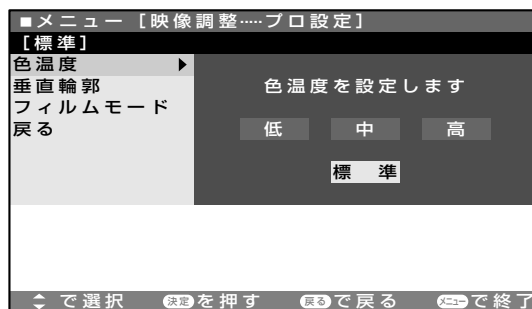 ■メニュー [映像調整……プロ設定]
[標準]
色温度
垂直輪郭
フィルムモード
戻る
色温度を設定します
低 中 高
標 準
で選択 決定を押す 戻るで戻る メニューで終了